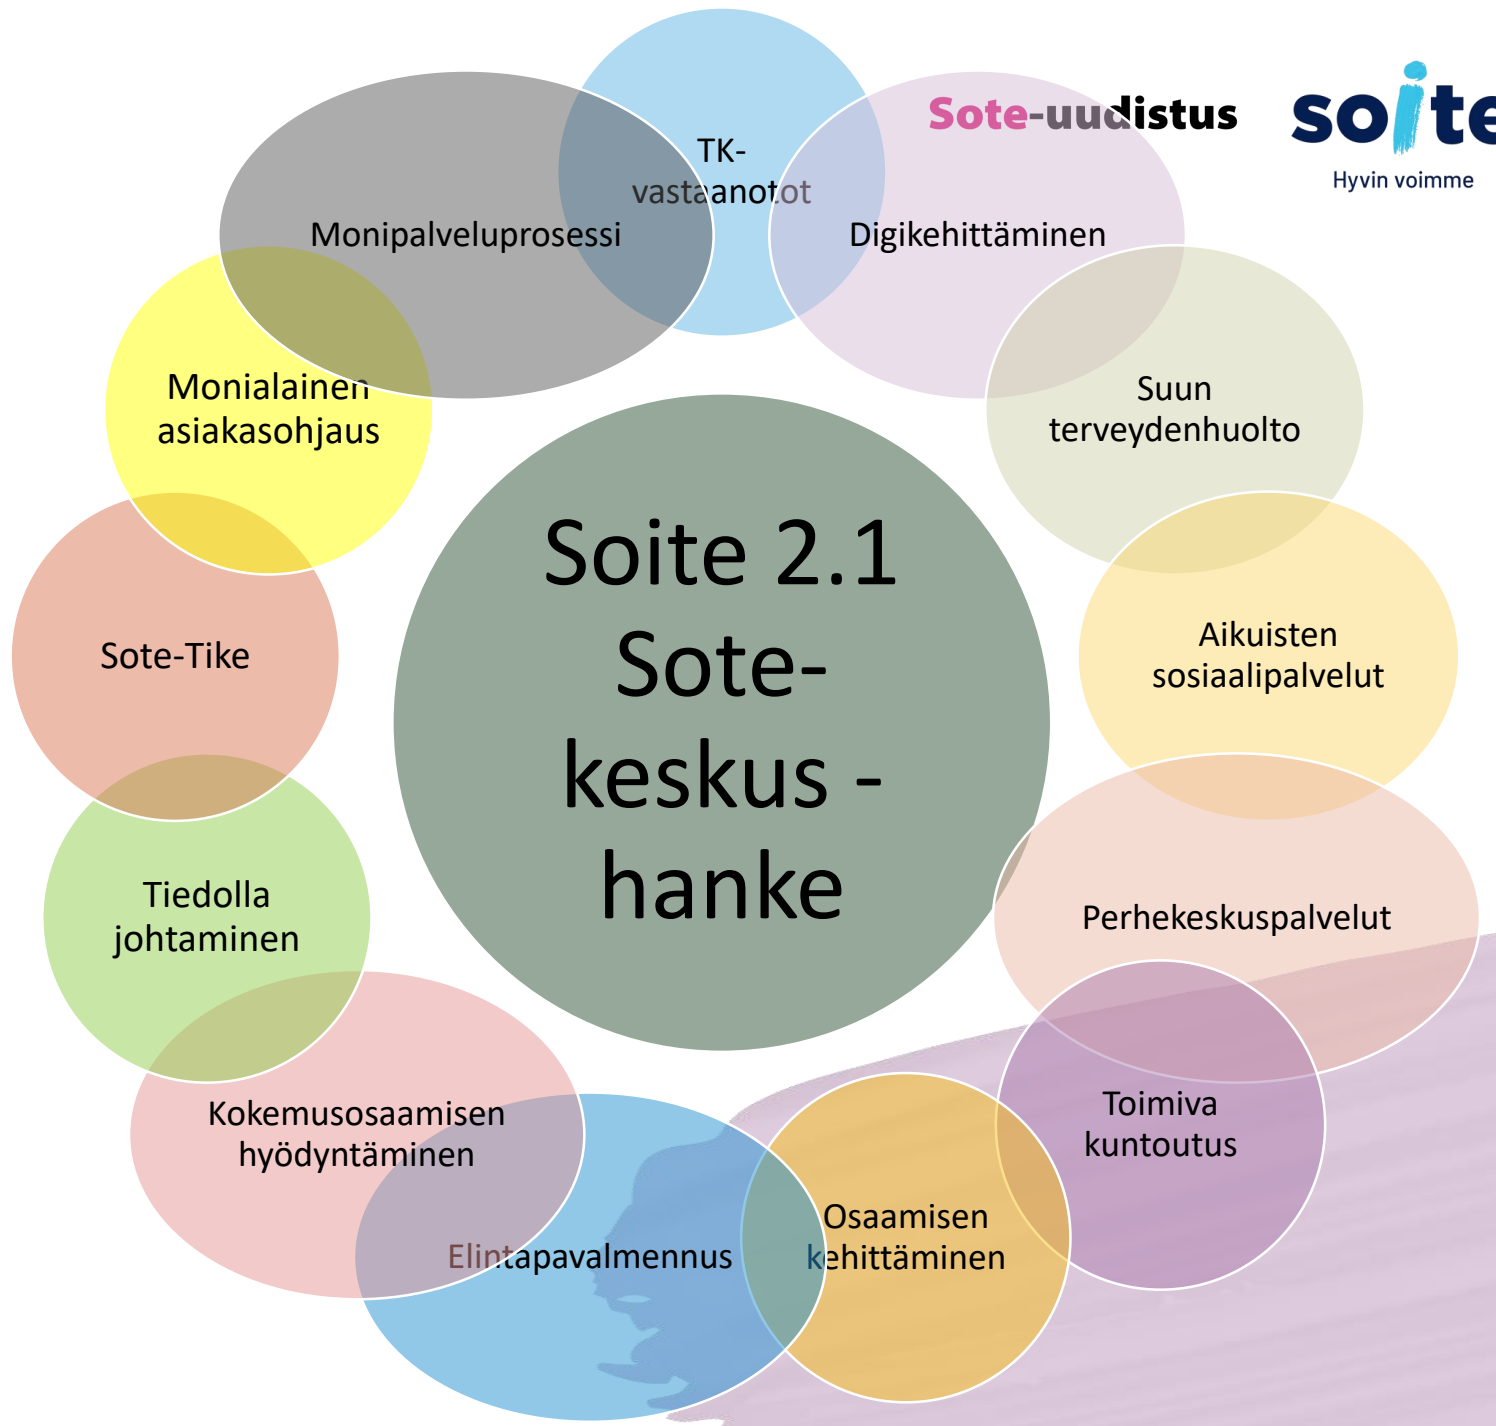 Sote-uudistus
soite
Hyvin voimme
TK-
vastaanotot
Digikehittäminen
Suun
terveydenhuolto
Aikuisten
sosiaalipalvelut
Perhekeskuspalvelut
Toimiva
kuntoutus
Osaamisen
kehittäminen
Elintapavalmennus
Kokemusosaamisen
hyödyntäminen
Tiedolla
johtaminen
Sote-Tike
Monialainen
asiakasohjaus
Monipalveluprosessi
Soite 2.1
Sote-
keskus -
hanke